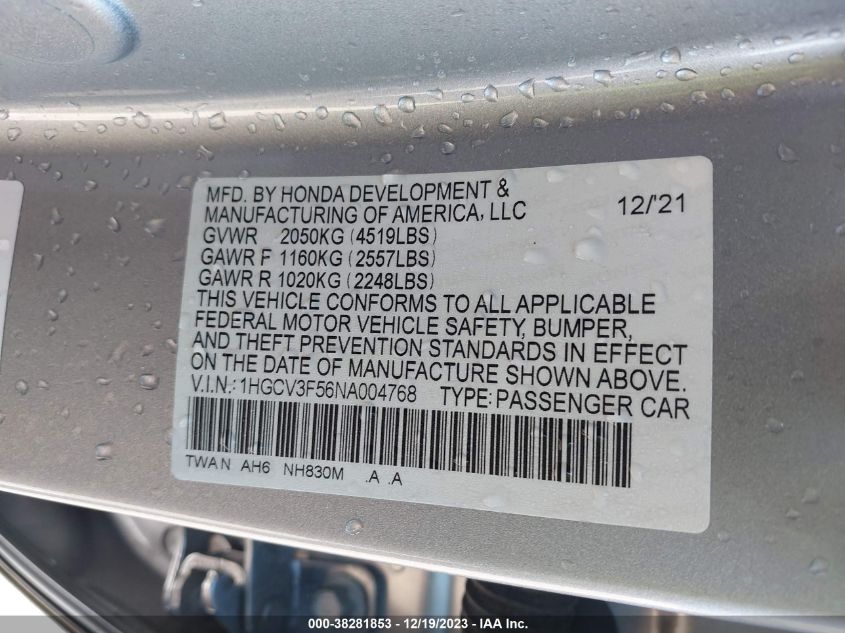 MFD. BY HONDA DEVELOPMENT &
MANUFACTURING OF AMERICA, LLC 12/'21
GVWR 2050KG (4519LBS)
GAWR F 1160KG (2557LBS)
GAWR R 1020KG (2248LBS)
THIS VEHICLE CONFORMS TO ALL APPLICABLE
FEDERAL MOTOR VEHICLE SAFETY, BUMPER,
AND THEFT PREVENTION STANDARDS IN EFFECT
ON THE DATE OF MANUFACTURE SHOWN ABOVE.
V.I.N.: 1HGCV3F56NA004768 TYPE: PASSENGER CAR
TWA N AH6 NH830M .A .A
000-38281853 - 12/19/2023 - IAA Inc.